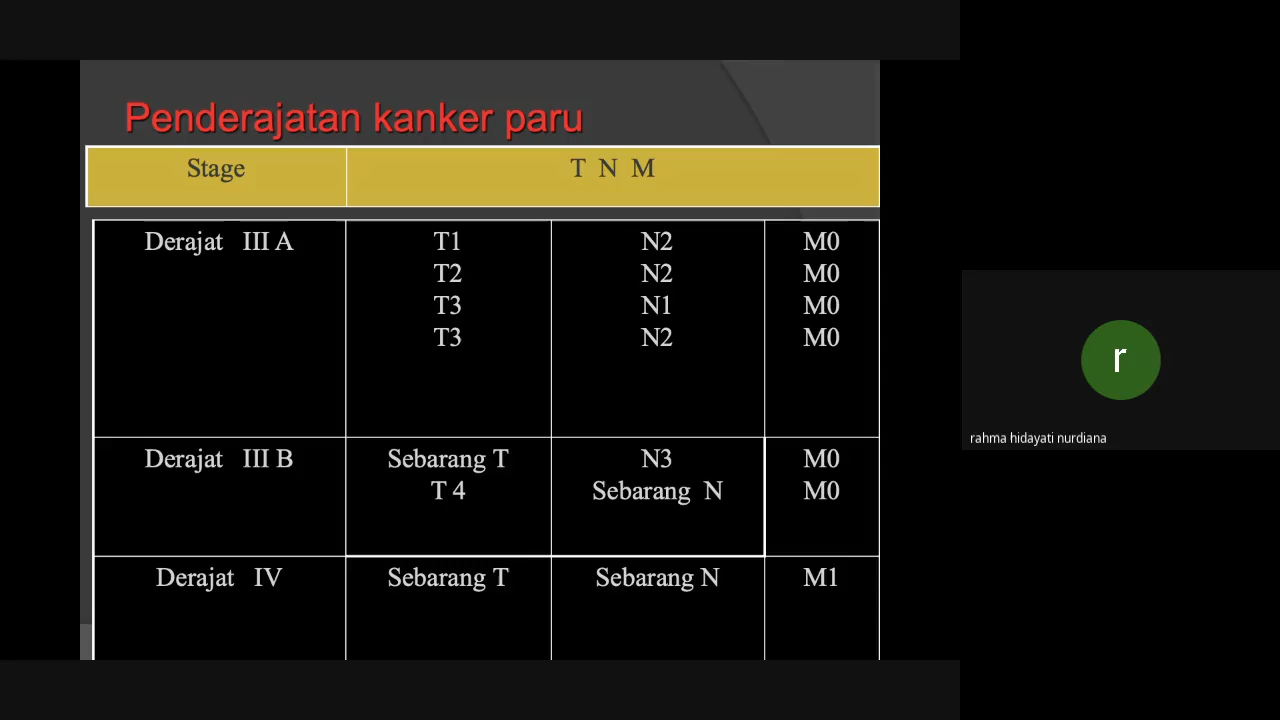 Penderajatan kanker paru
Stage T N M
Derajat III A T1 N2 M0
T2 N2 M0
T3 N1 M0
T3 N2 M0
Derajat III B Sebarang T N3 M0
T 4 Sebarang N M0
Derajat IV Sebarang T Sebarang N M1
r
rahma hidayati nurdiana